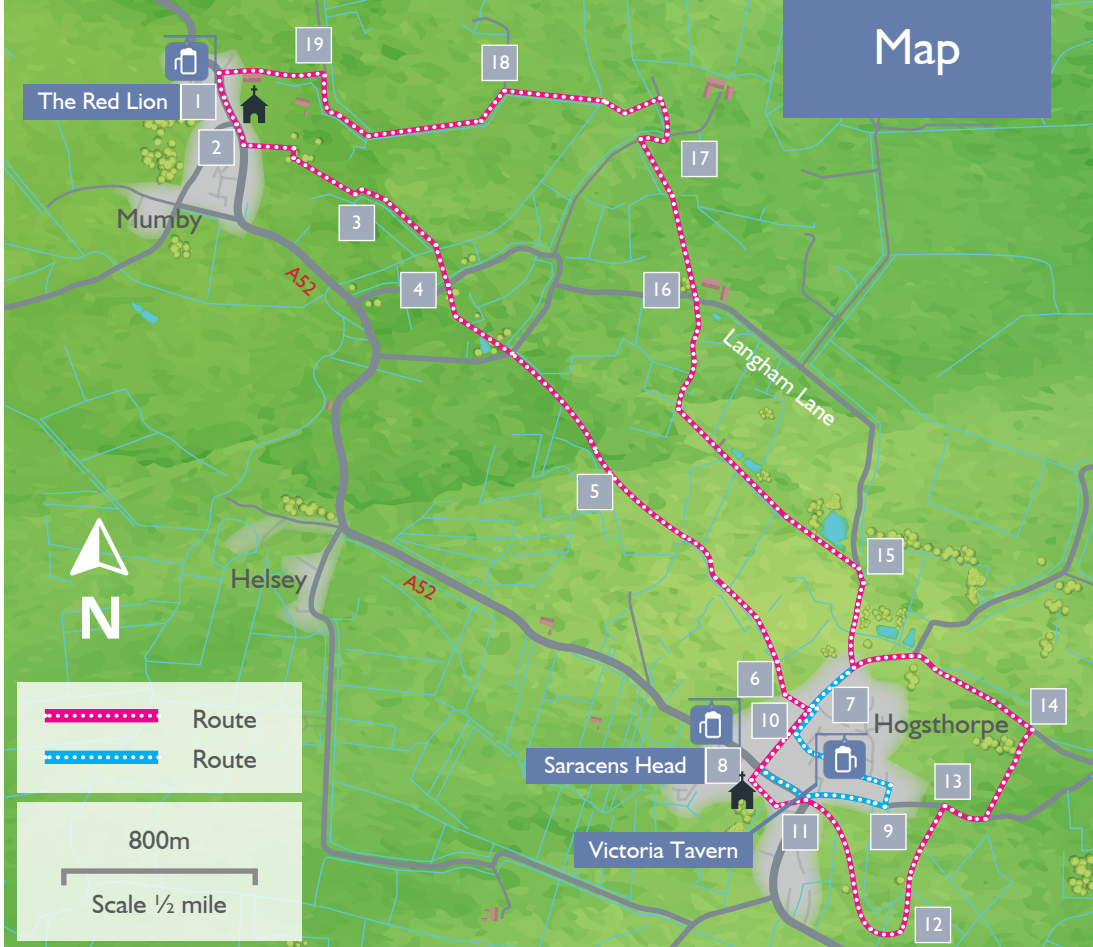 Map
19
18
The Red Lion
1
2
17
3
Mumby
A52
4
16
Langham Lane
5
15
Helsey
A52
N
6
7
14
10
Hogsthorpe
Route
Route
Saracens Head
8
13
9
11
Victoria Tavern
12
800m
Scale ½ mile